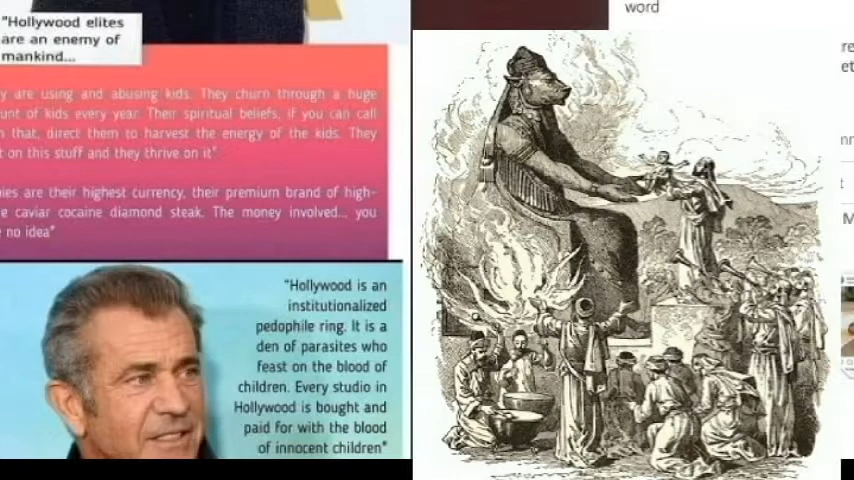 "Hollywood elites
are an enemy of
mankind...
y are using and abusing kids. They churn through a huge
unt of kids every year. Their spiritual beliefs, if you can call
that, direct them to harvest the energy of the kids. They
t on this stuff and they thrive on it"
ies are their highest currency, their premium brand of high-
e caviar cocaine diamond steak. The money involved... you
no idea"
"Hollywood is an
institutionalized
pedophile ring. It is a
den of parasites who
feast on the blood of
children. Every studio in
Hollywood is bought and
paid for with the blood
of innocent children"
word
re
et
M